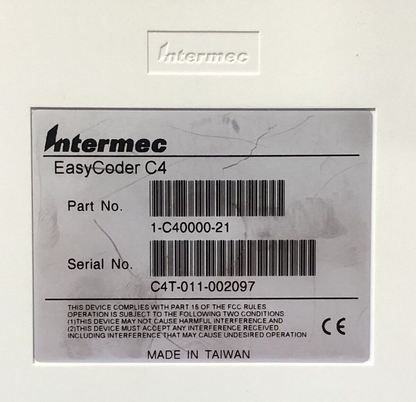 Intermec
Intermec
EasyCoder C4
Part No.
1-C40000-21
Serial No.
C4T-011-002097
THIS DEVICE COMPLIES WITH PART 15 OF THE FCC RULES
OPERATION IS SUBJECT TO THE FOLLOWING TWO CONDITIONS
(1)THIS DEVICE MAY NOT CAUSE HARMFUL INTERFERENCE,AND
(2)THIS DEVICE MUST ACCEPT ANY INTERFERENCE RECEIVED
INCLUDING INTERFERENCE THAT MAY CAUSE UNDESIRED OPERATION
CE
MADE IN TAIWAN